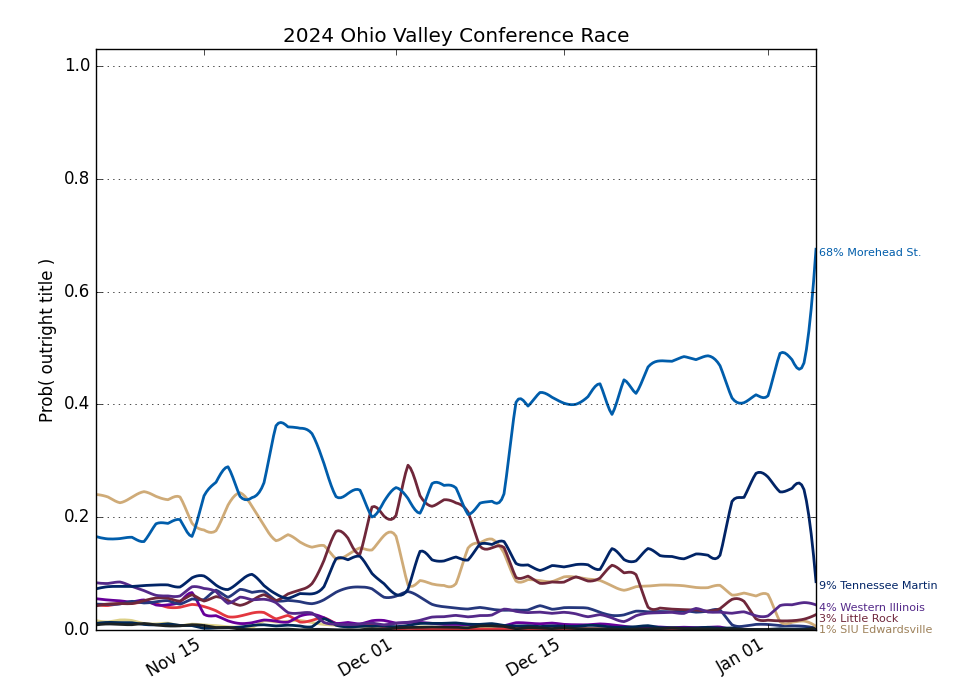 2024 Ohio Valley Conference Race
Prob( outright title )
1.0
0.8
0.6
0.4
0.2
0.0
Nov 15
Dec 01
Dec 15
Jan 01
68% Morehead St.
9% Tennessee Martin
4% Western Illinois
3% Little Rock
1% SIU Edwardsville